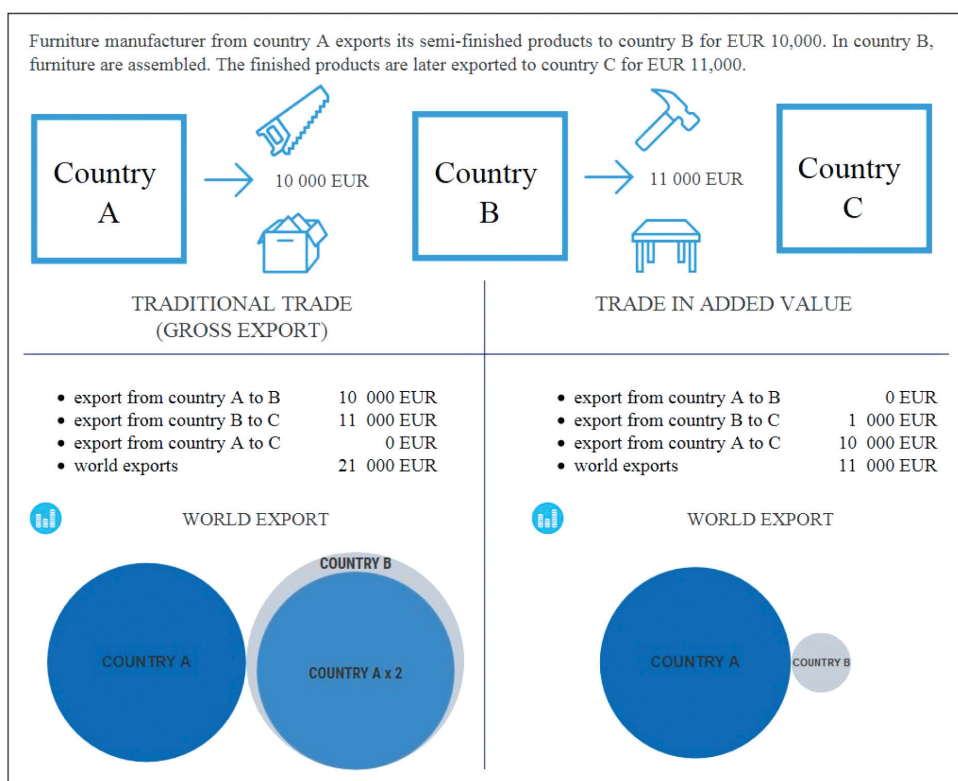 Furniture manufacturer from country A exports its semi-finished products to country B for EUR 10,000. In country B,
furniture are assembled. The finished products are later exported to country C for EUR 11,000.
Country
A
10 000 EUR
Country
B
11 000 EUR
Country
C
TRADITIONAL TRADE
(GROSS EXPORT)
• export from country A to B 10 000 EUR
• export from country B to C 11 000 EUR
• export from country A to C 0 EUR
• world exports 21 000 EUR
WORLD EXPORT
COUNTRY A
COUNTRY B
COUNTRY A x 2
TRADE IN ADDED VALUE
• export from country A to B 0 EUR
• export from country B to C 1 000 EUR
• export from country A to C 10 000 EUR
• world exports 11 000 EUR
WORLD EXPORT
COUNTRY A
COUNTRY B